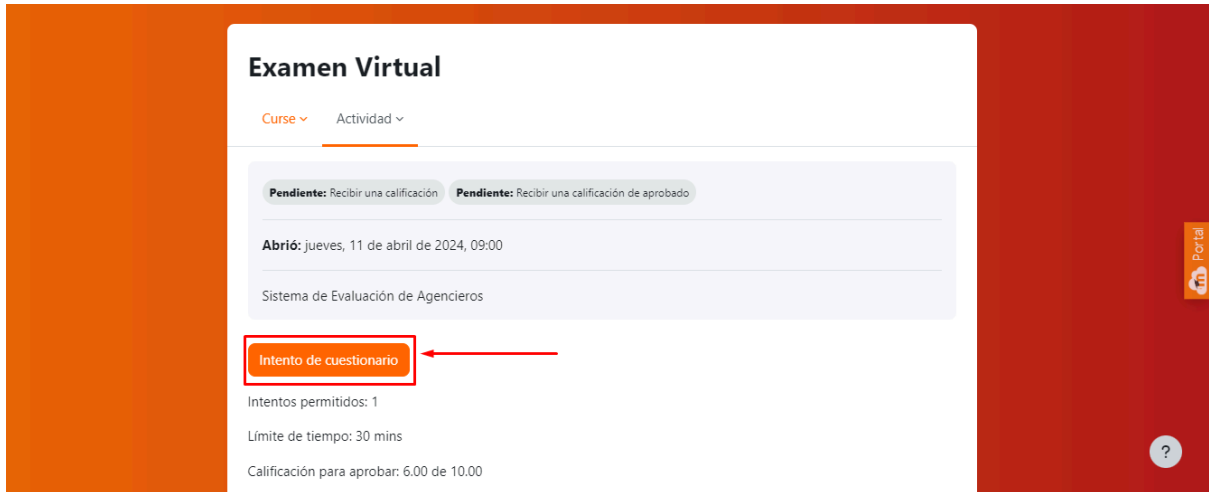 Examen Virtual
Curse
Actividad
Pendiente: Recibir una calificación
Pendiente: Recibir una calificación de aprobado
Abrió: jueves, 11 de abril de 2024, 09:00
Sistema de Evaluación de Agencieros
Intento de cuestionario
Intentos permitidos: 1
Límite de tiempo: 30 mins
Calificación para aprobar: 6.00 de 10.00
m Portal
?